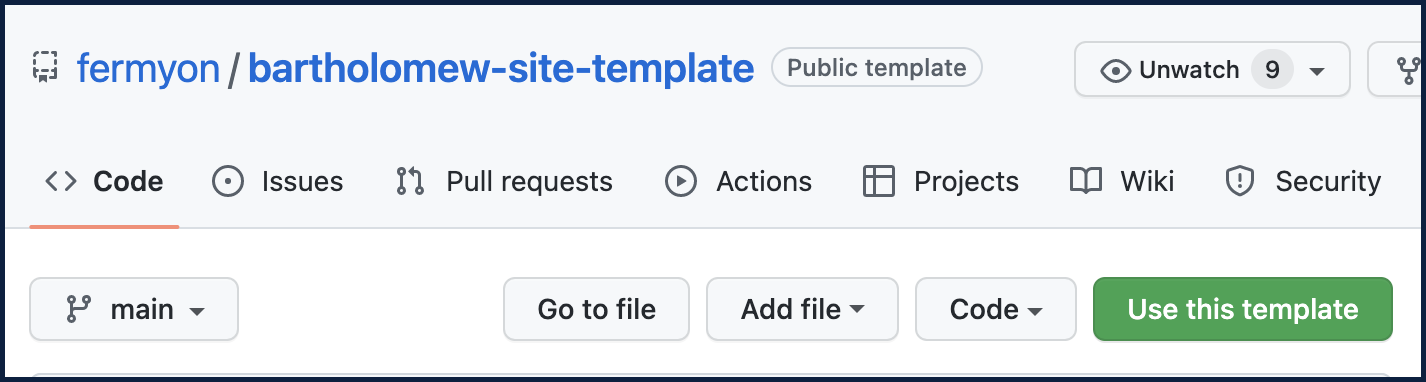 fermyon / bartholomew-site-template Public template Unwatch 9
Code Issues Pull requests Actions Projects Wiki Security
main Go to file Add file Code Use this template